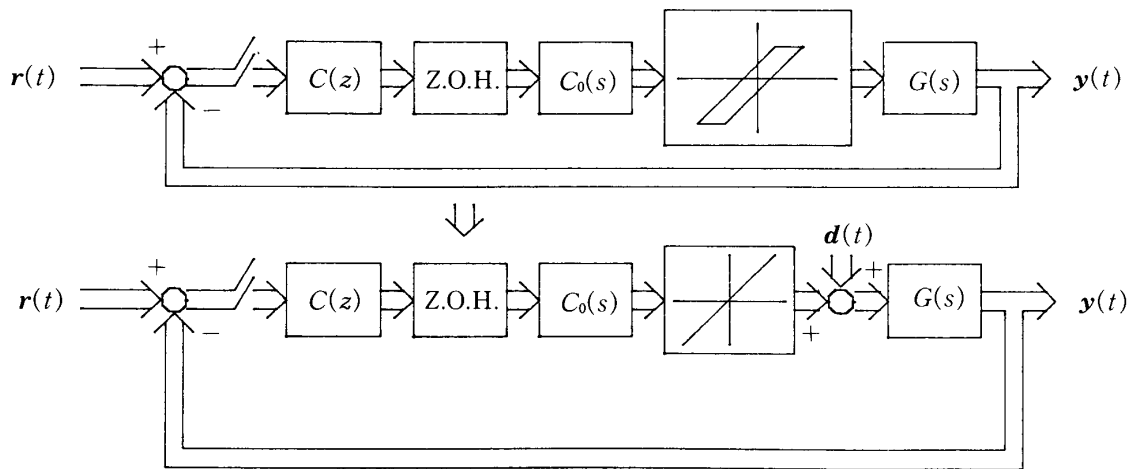 +
r(t) C(z) Z.O.H. C₀(s) G(s) y(t)
−
d(t)
+ +
r(t) C(z) Z.O.H. C₀(s) G(s) y(t)
− +